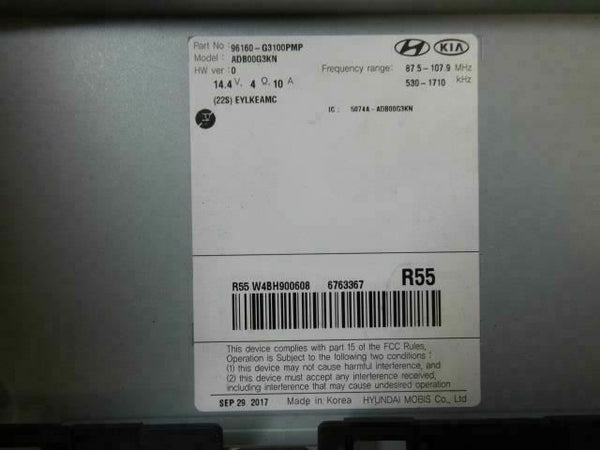 Part No : 96160-G3100PMP
Model : ADB00G3KN
HW ver : 0
14.4 V, 4 Ω, 10 A
(22S) EYLKEAMC
HYUNDAI KIA
Frequency range: 87.5-107.9 MHz
530-1710 kHz
IC : 5074A-ADB00G3KN
R55 W4BH900608 6763367 R55
This device complies with part 15 of the FCC Rules,
Operation is Subject to the following two conditions :
(1) this device may not cause harmful interference, and
(2) this device must accept any interference received,
including interference that may cause undesired operation
SEP 29. 2017 Made in Korea HYUNDAI MOBIS Co., Ltd